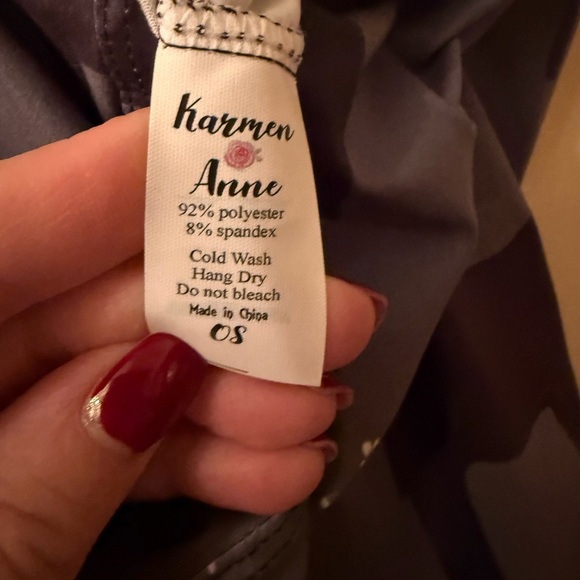 Karmen
Anne
92% polyester
8% spandex
Cold Wash
Hang Dry
Do not bleach
Made in China
OS